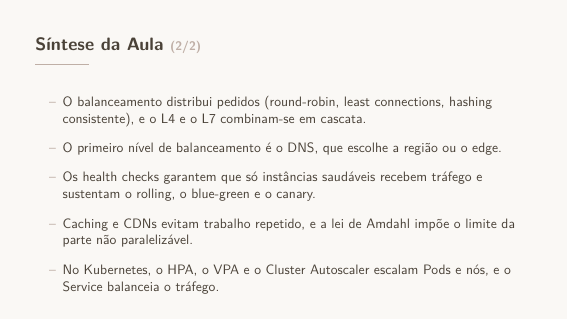 Síntese da Aula (2/2)
– O balanceamento distribui pedidos (round-robin, least connections, hashing
consistente), e o L4 e o L7 combinam-se em cascata.
– O primeiro nível de balanceamento é o DNS, que escolhe a região ou o edge.
– Os health checks garantem que só instâncias saudáveis recebem tráfego e
sustentam o rolling, o blue-green e o canary.
– Caching e CDNs evitam trabalho repetido, e a lei de Amdahl impõe o limite da
parte não paralelizável.
– No Kubernetes, o HPA, o VPA e o Cluster Autoscaler escalam Pods e nós, e o
Service balanceia o tráfego.